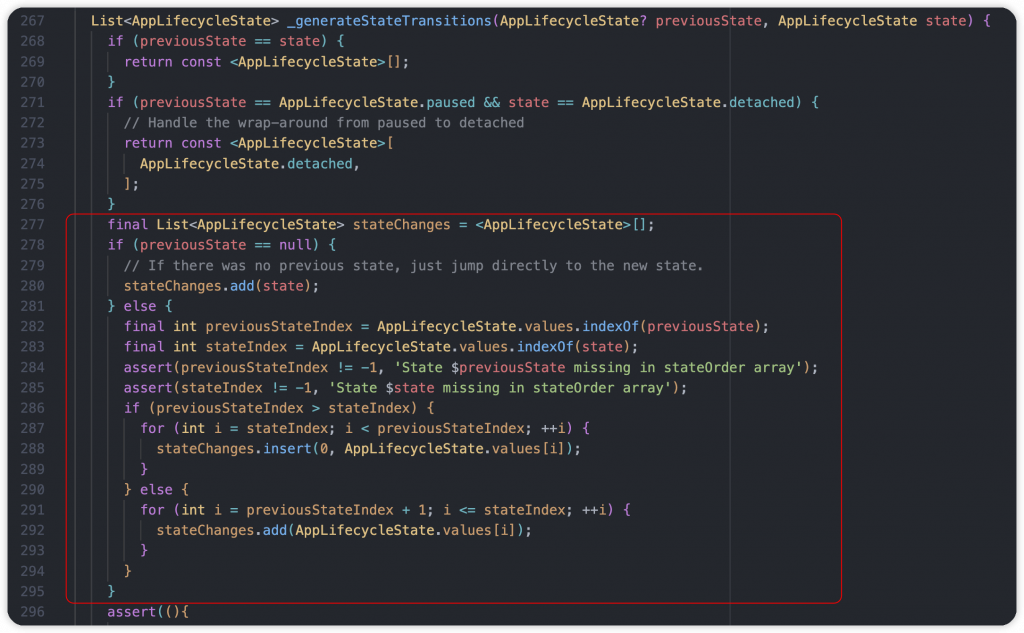 267 List<AppLifecycleState> _generateStateTransitions(AppLifecycleState? previousState, AppLifecycleState state) {
268 if (previousState == state) {
269 return const <AppLifecycleState>[];
270 }
271 if (previousState == AppLifecycleState.paused && state == AppLifecycleState.detached) {
272 // Handle the wrap-around from paused to detached
273 return const <AppLifecycleState>[
274 AppLifecycleState.detached,
275 ];
276 }
277 final List<AppLifecycleState> stateChanges = <AppLifecycleState>[];
278 if (previousState == null) {
279 // If there was no previous state, just jump directly to the new state.
280 stateChanges.add(state);
281 } else {
282 final int previousStateIndex = AppLifecycleState.values.indexOf(previousState);
283 final int stateIndex = AppLifecycleState.values.indexOf(state);
284 assert(previousStateIndex != -1, 'State $previousState missing in stateOrder array');
285 assert(stateIndex != -1, 'State $state missing in stateOrder array');
286 if (previousStateIndex > stateIndex) {
287 for (int i = stateIndex; i < previousStateIndex; ++i) {
288 stateChanges.insert(0, AppLifecycleState.values[i]);
289 }
290 } else {
291 for (int i = previousStateIndex + 1; i <= stateIndex; ++i) {
292 stateChanges.add(AppLifecycleState.values[i]);
293 }
294 }
295 }
296 assert((){